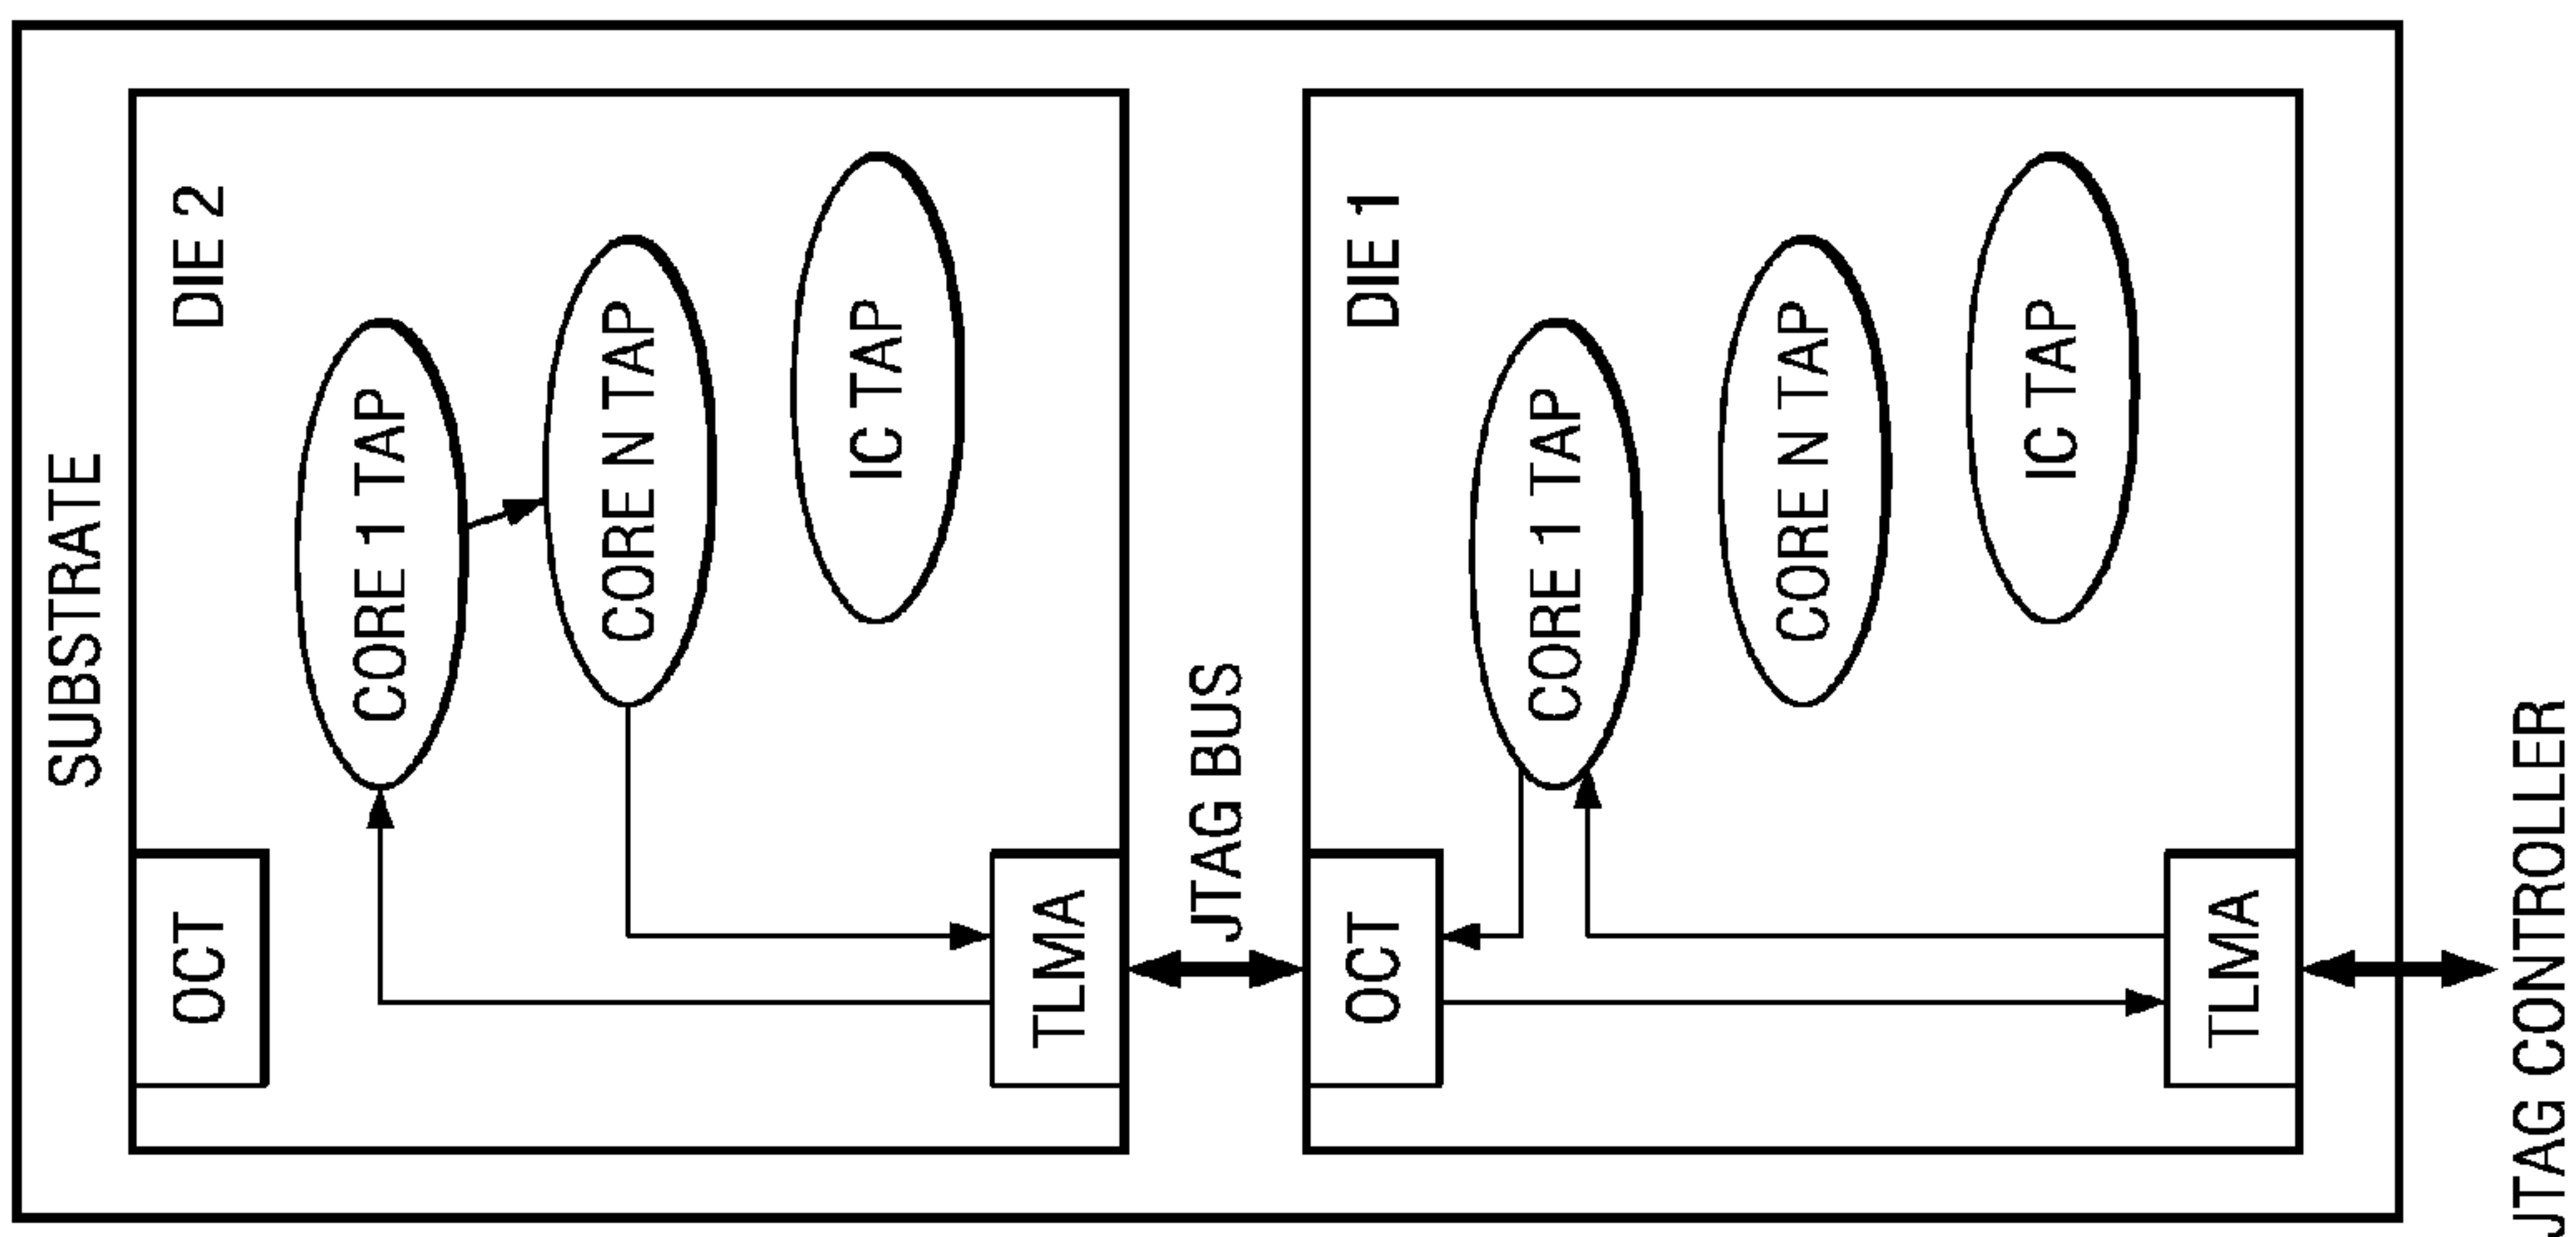 SUBSTRATE
DIE 2
CORE 1 TAP
CORE N TAP
IC TAP
OCT
TLMA
JTAG BUS
DIE 1
CORE 1 TAP
CORE N TAP
IC TAP
OCT
TLMA
JTAG CONTROLLER